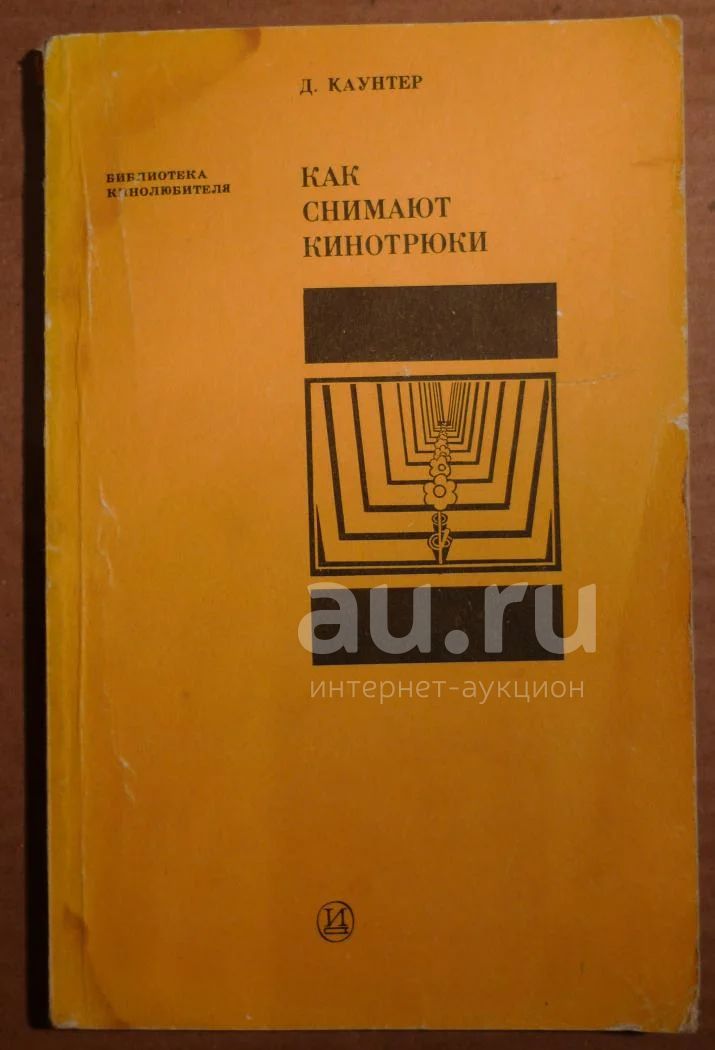 Д. КАУНТЕР
БИБЛИОТЕКА
КИНОЛЮБИТЕЛЯ
КАК
СНИМАЮТ
КИНОТРЮКИ
au.ru
интернет-аукцион
И